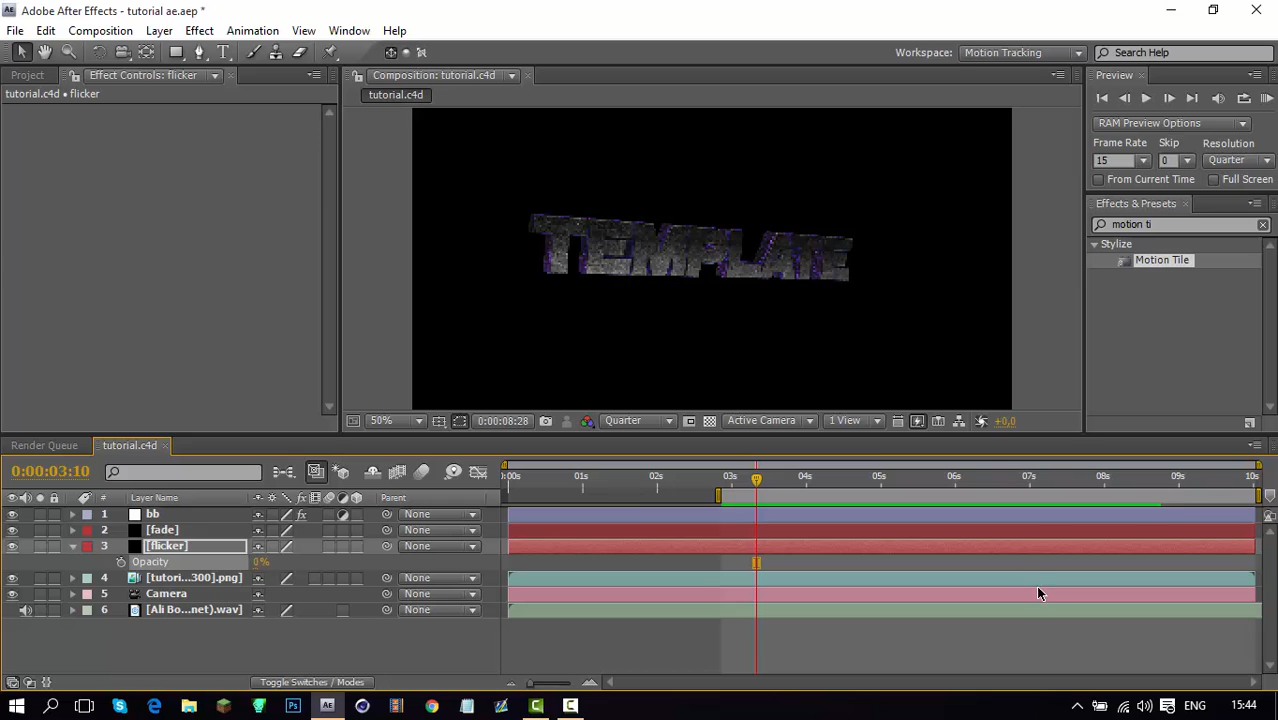 Adobe After Effects - tutorial ae.aep *
File Edit Composition Layer Effect Animation View Window Help
Workspace: Motion Tracking Search Help
Project Effect Controls: flicker
tutorial.c4d • flicker
Composition: tutorial.c4d
tutorial.c4d
TEMPLATE
50% 0:00:08:28 Quarter Active Camera 1 View +0,0
Preview
RAM Preview Options
Frame Rate Skip Resolution
15 0 Quarter
From Current Time Full Screen
Effects & Presets
motion ti
Stylize
Motion Tile
Render Queue tutorial.c4d
0:00:03:10
:00s 01s 02s 03s 04s 05s 06s 07s 08s 09s 10s
# Layer Name Parent
1 bb None
2 [fade] None
3 [flicker] None
Opacity 0%
4 [tutori...300].png] None
5 Camera None
6 [Ali Bo...net).wav] None
Toggle Switches / Modes
ENG 15:44